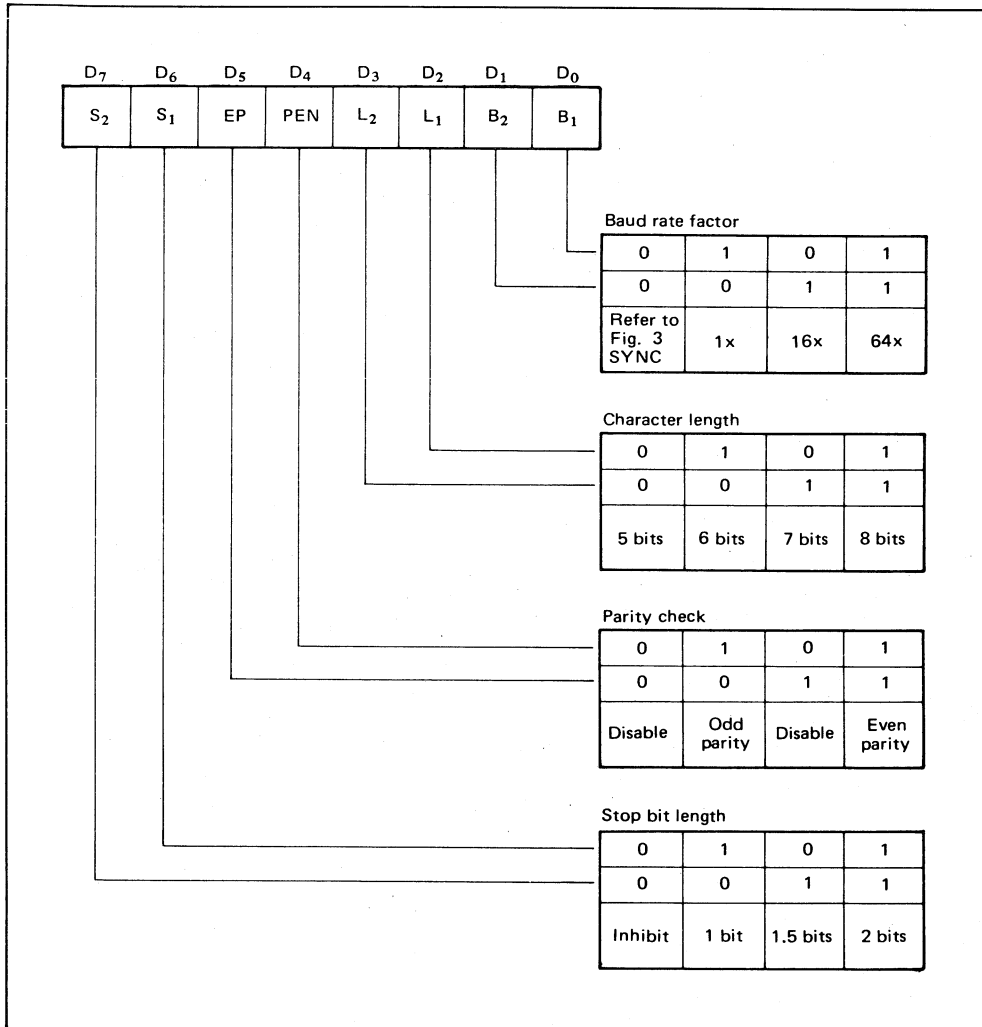 D₇ D₆ D₅ D₄ D₃ D₂ D₁ D₀
S₂ S₁ EP PEN L₂ L₁ B₂ B₁
Baud rate factor
0 1 0 1
0 0 1 1
Refer to
Fig. 3
SYNC
1x 16x 64x
Character length
0 1 0 1
0 0 1 1
5 bits 6 bits 7 bits 8 bits
Parity check
0 1 0 1
0 0 1 1
Disable Odd parity Disable Even parity
Stop bit length
0 1 0 1
0 0 1 1
Inhibit 1 bit 1.5 bits 2 bits